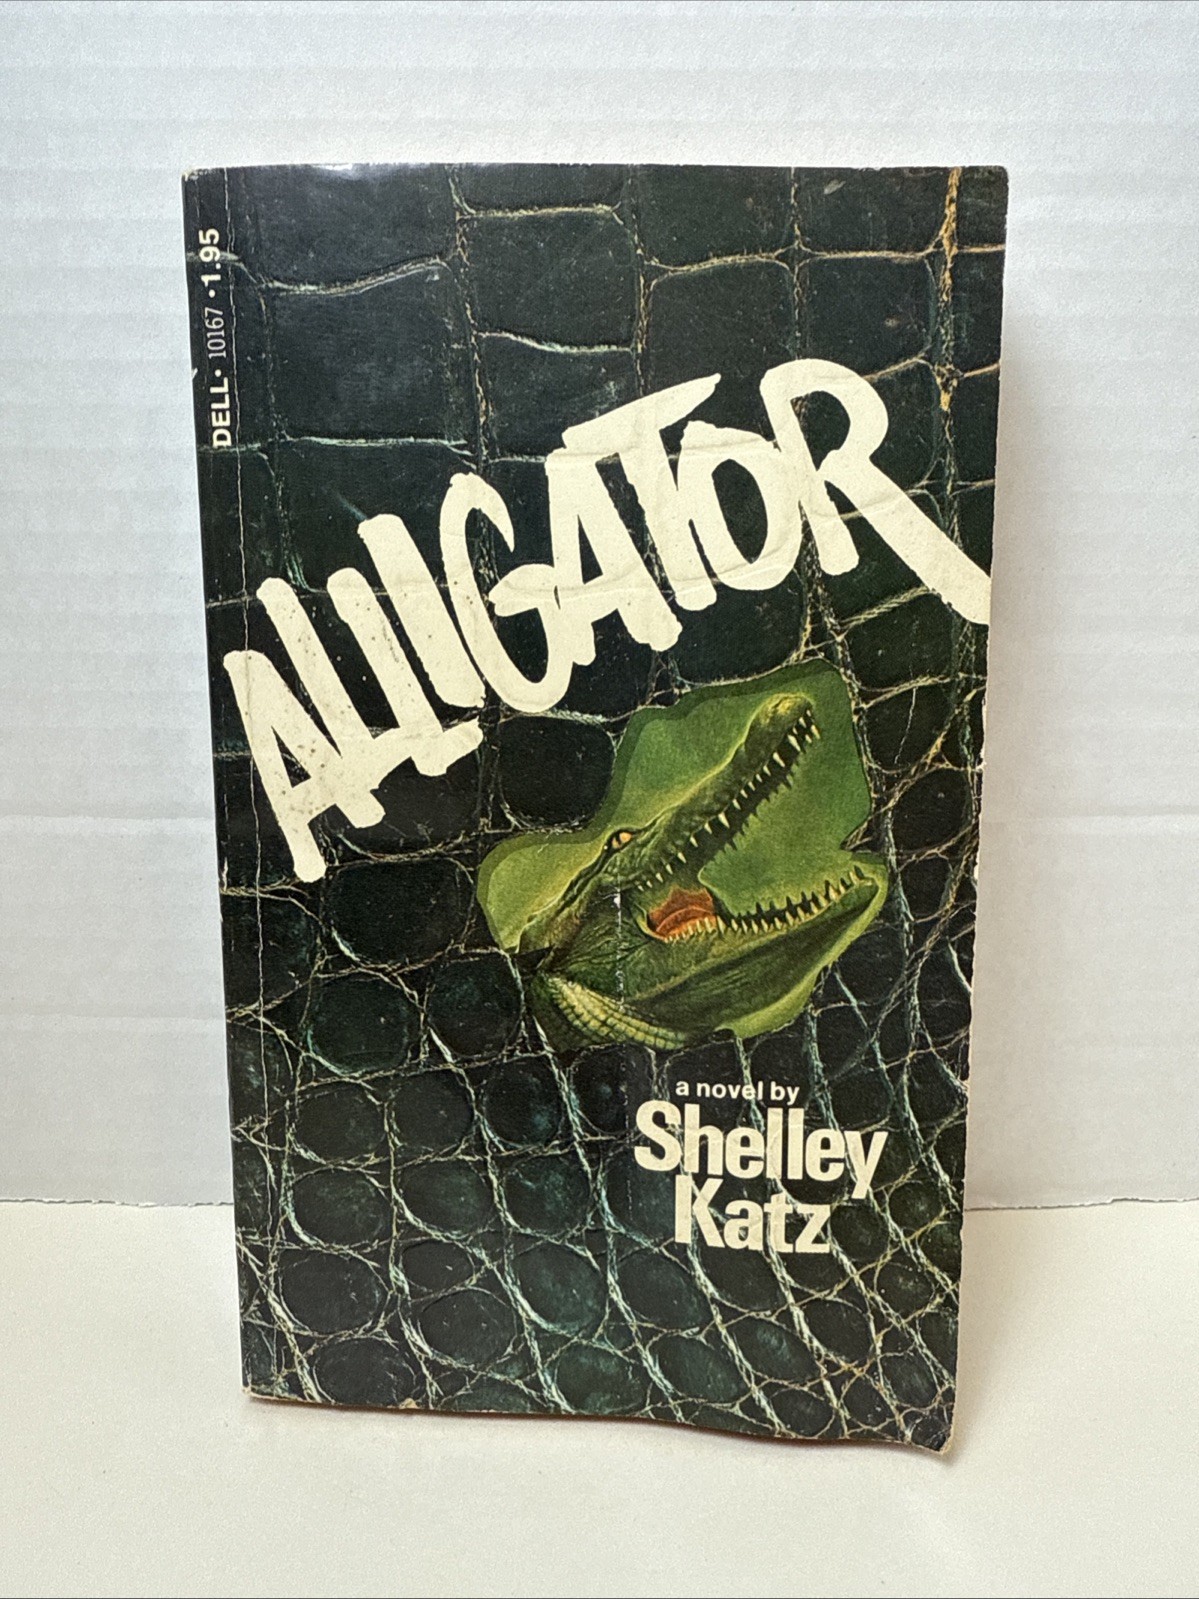 DELL • 10167 • 1.95
ALLIGATOR
a novel by
Shelley
Katz